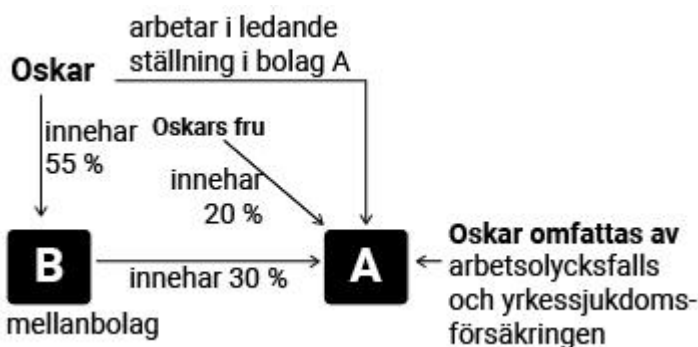 arbetar i ledande
ställning i bolag A
Oskar
innehar
55 %
Oskars fru
innehar
20 %
B
innehar 30 %
A
mellanbolag
Oskar omfattas av
arbetsolycksfalls
och yrkessjukdoms-
försäkringen